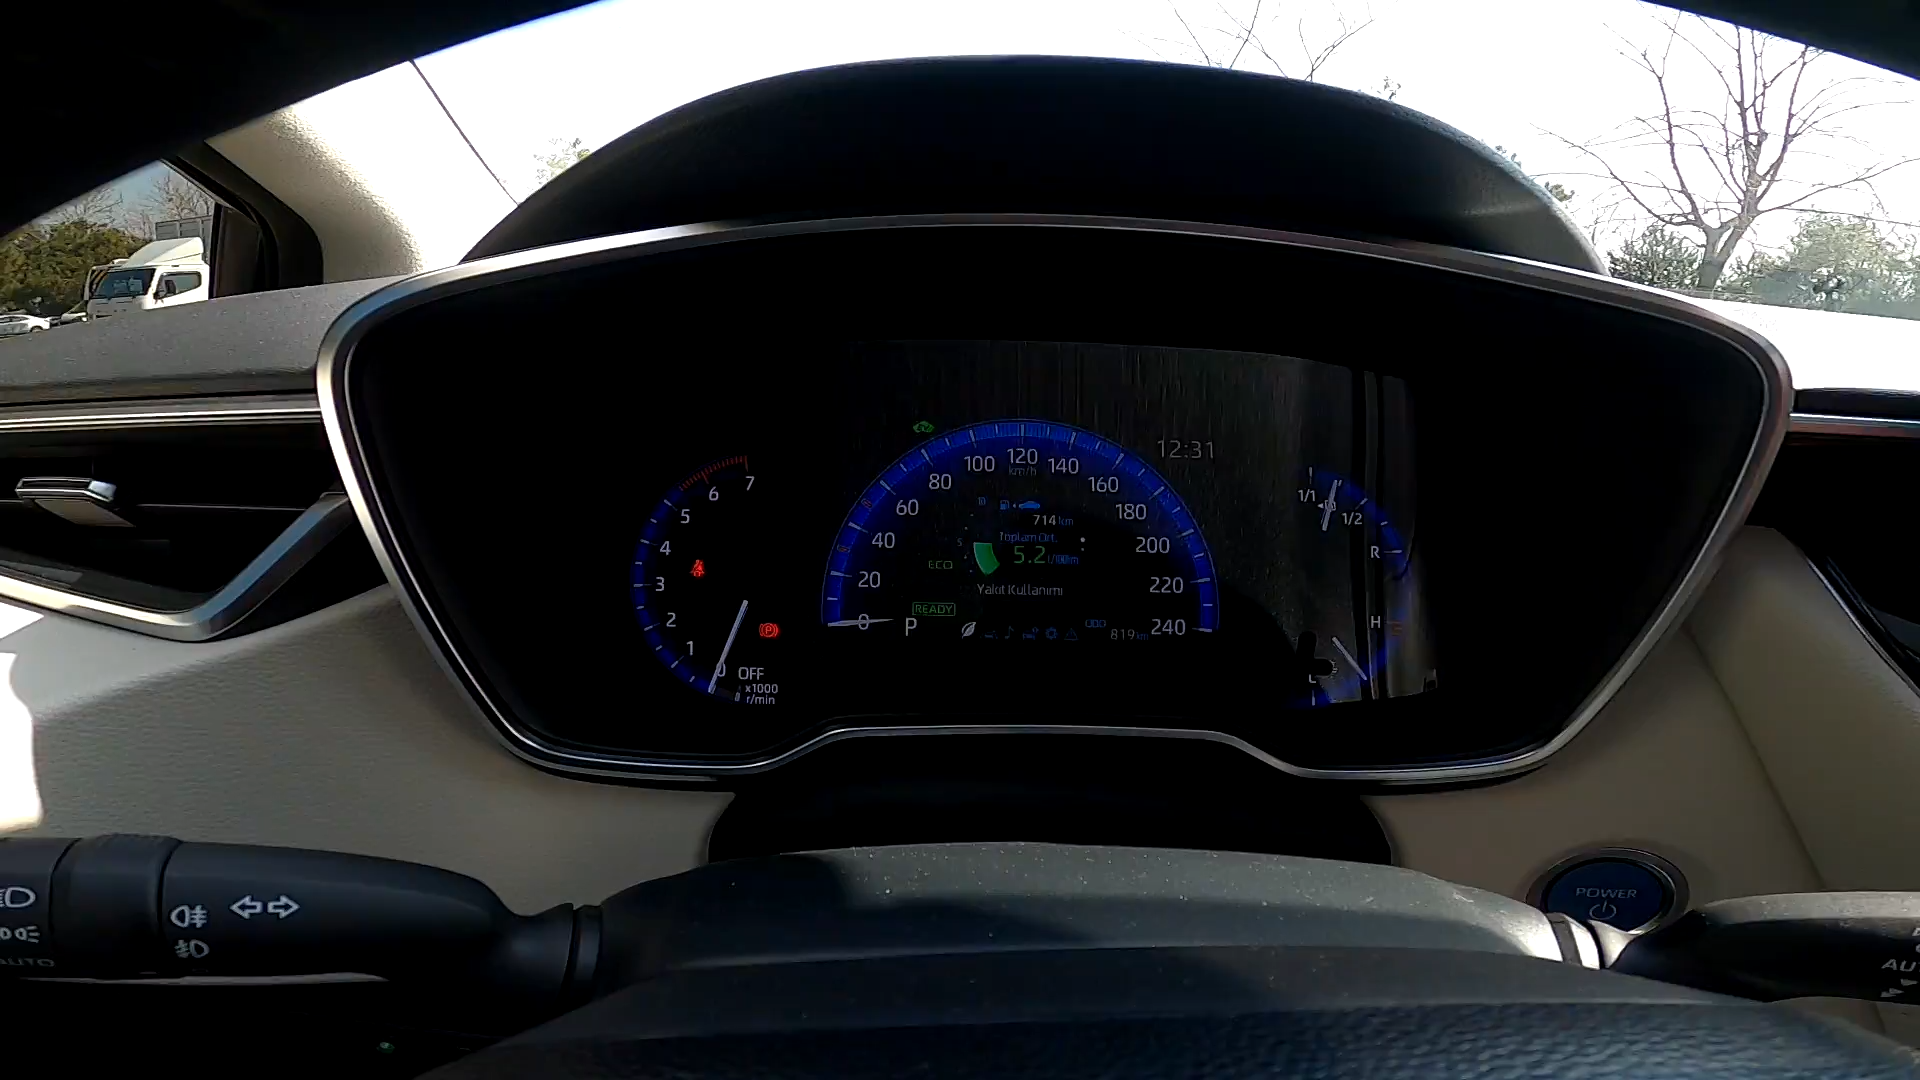 12:31
7
6
5
4
3
2
1
0
OFF
x1000
r/min
0
20
40
60
80
100
120
140
160
180
200
220
240
km/h
714 km
Toplam Ort.
5.2 l/100km
Yakıt Kullanımı
ECO
READY
P
ODO
819 km
1/1
1/2
R
H
POWER
AUTO